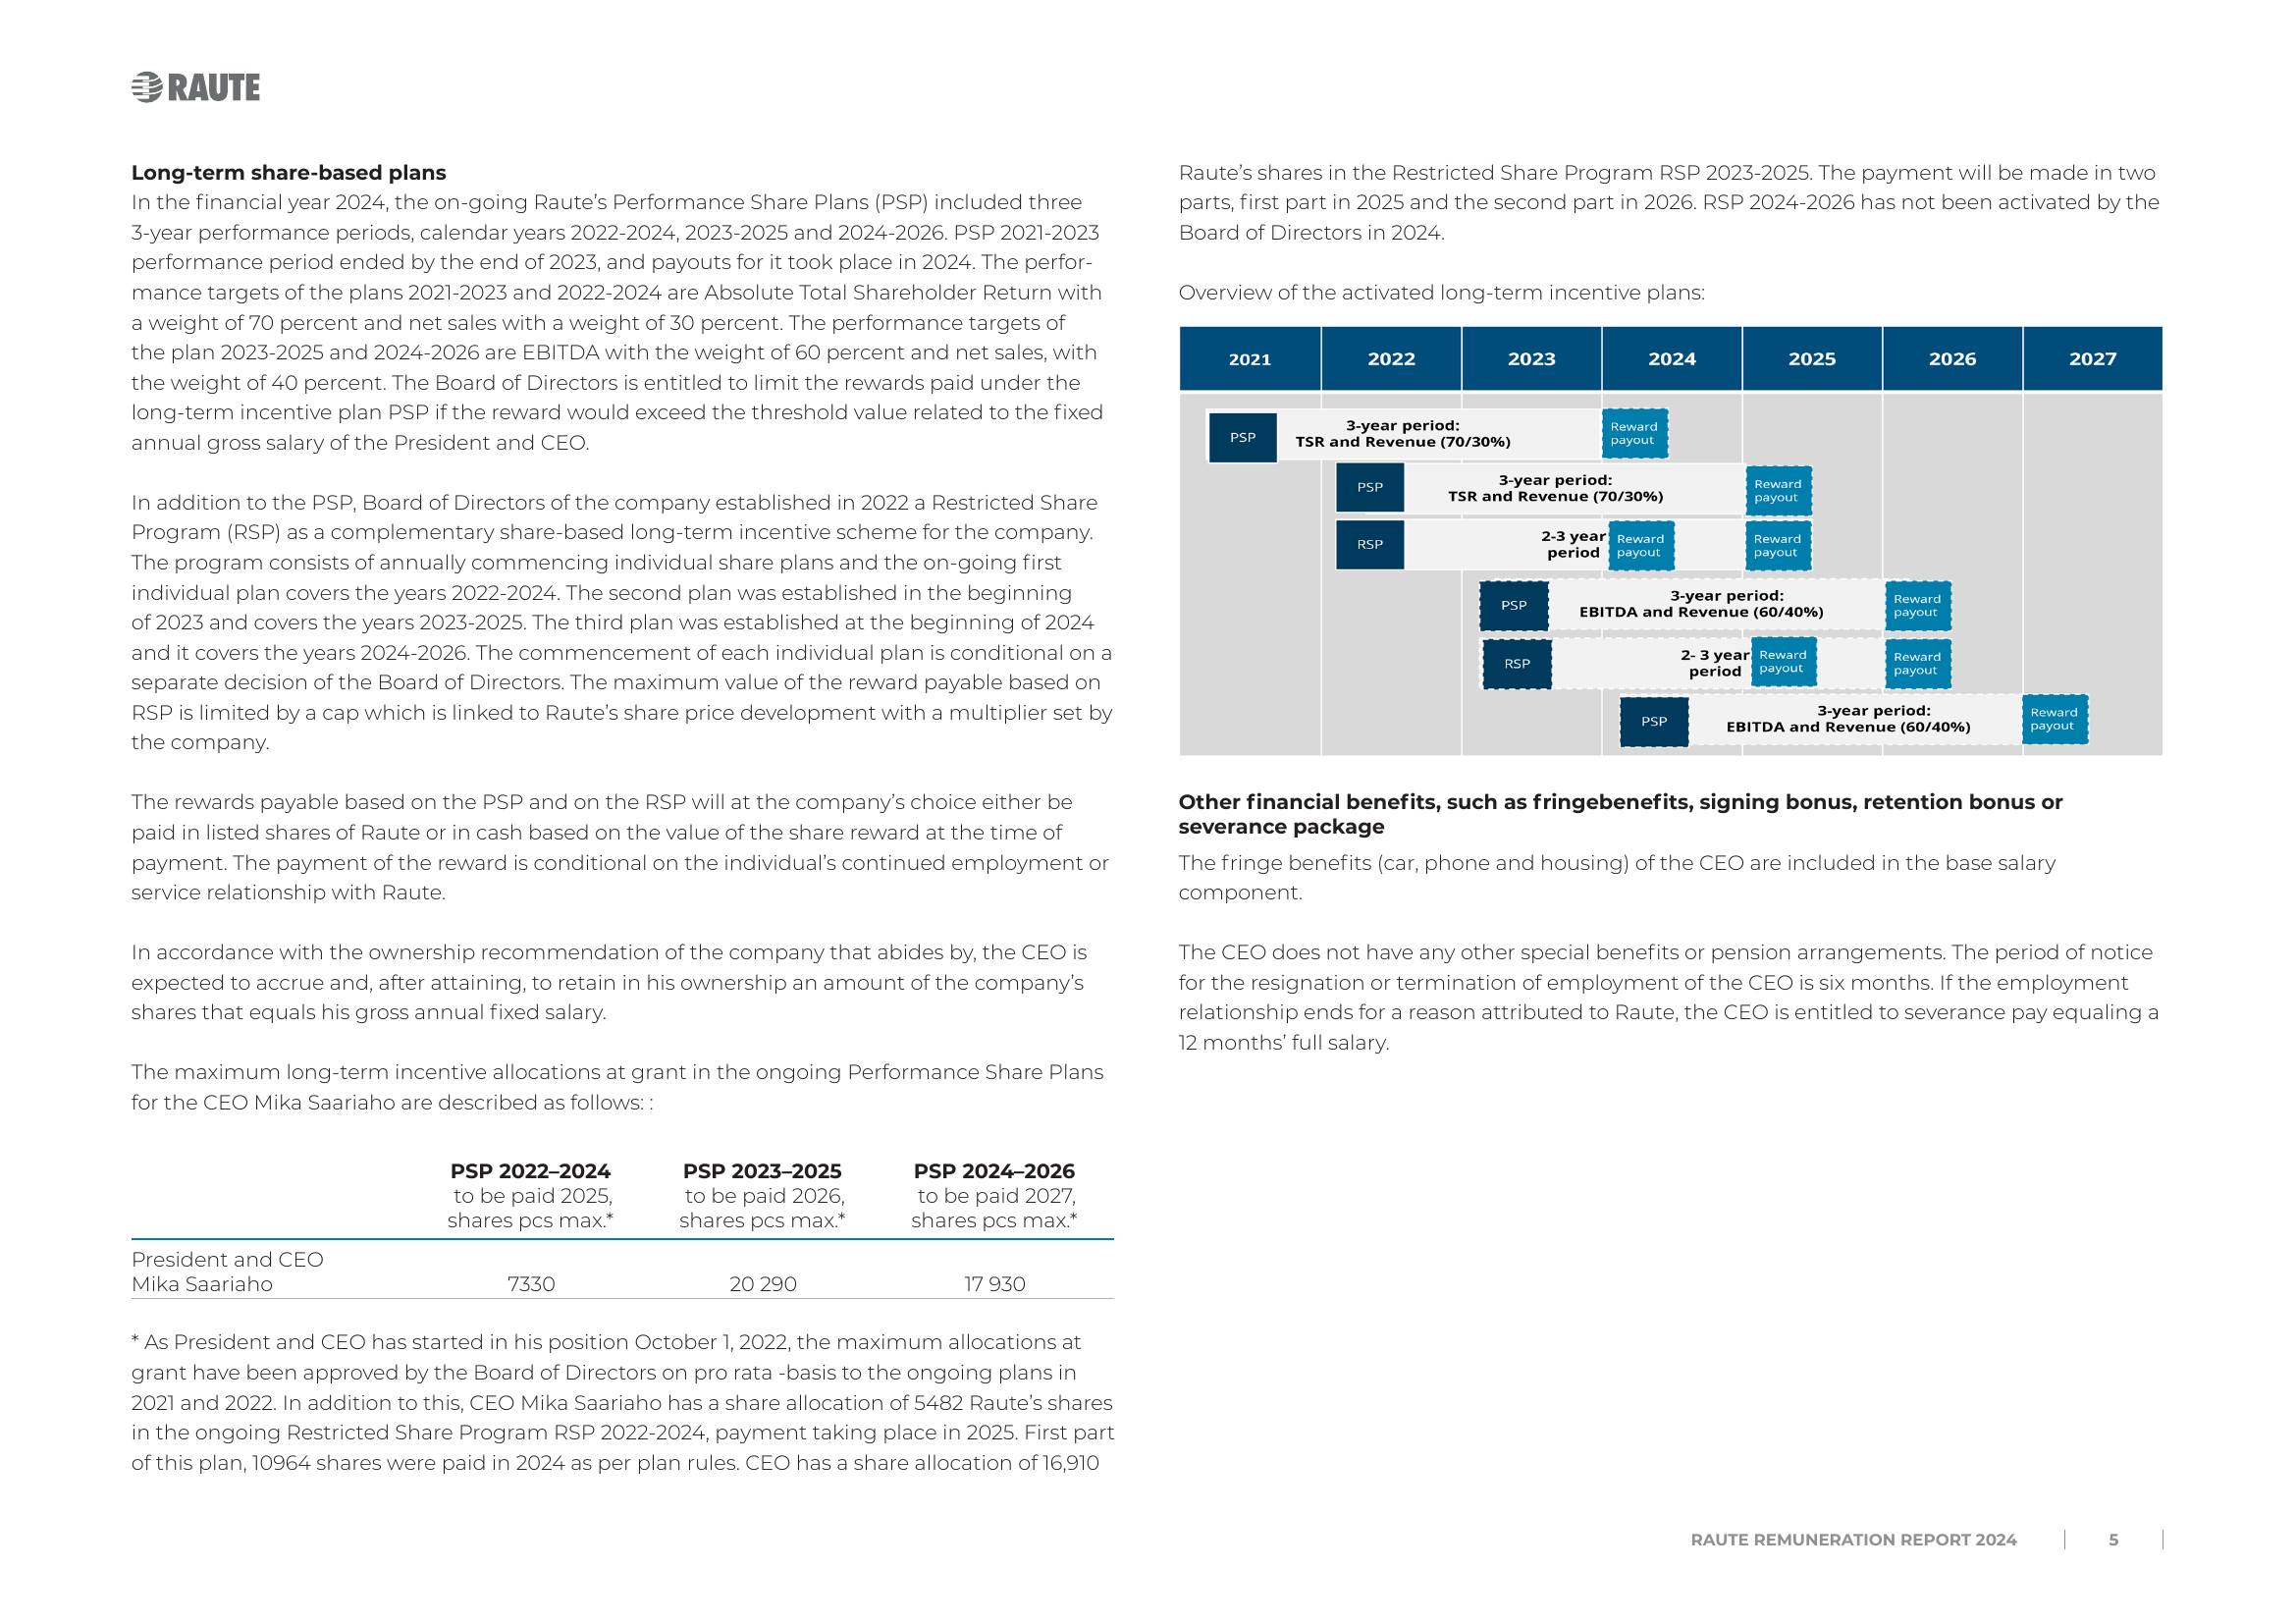 RAUTE
Long-term share-based plans
In the financial year 2024, the on-going Raute's Performance Share Plans (PSP) included three
3-year performance periods, calendar years 2022-2024, 2023-2025 and 2024-2026. PSP 2021-2023
performance period ended by the end of 2023, and payouts for it took place in 2024. The perfor-
mance targets of the plans 2021-2023 and 2022-2024 are Absolute Total Shareholder Return with
a weight of 70 percent and net sales with a weight of 30 percent. The performance targets of
the plan 2023-2025 and 2024-2026 are EBITDA with the weight of 60 percent and net sales, with
the weight of 40 percent. The Board of Directors is entitled to limit the rewards paid under the
long-term incentive plan PSP if the reward would exceed the threshold value related to the fixed
annual gross salary of the President and CEO.
In addition to the PSP, Board of Directors of the company established in 2022 a Restricted Share
Program (RSP) as a complementary share-based long-term incentive scheme for the company.
The program consists of annually commencing individual share plans and the on-going first
individual plan covers the years 2022-2024. The second plan was established in the beginning
of 2023 and covers the years 2023-2025. The third plan was established at the beginning of 2024
and it covers the years 2024-2026. The commencement of each individual plan is conditional on a
separate decision of the Board of Directors. The maximum value of the reward payable based on
RSP is limited by a cap which is linked to Raute's share price development with a multiplier set by
the company.
The rewards payable based on the PSP and on the RSP will at the company's choice either be
paid in listed shares of Raute or in cash based on the value of the share reward at the time of
payment. The payment of the reward is conditional on the individual's continued employment or
service relationship with Raute.
In accordance with the ownership recommendation of the company that abides by, the CEO is
expected to accrue and, after attaining, to retain in his ownership an amount of the company's
shares that equals his gross annual fixed salary.
The maximum long-term incentive allocations at grant in the ongoing Performance Share Plans
for the CEO Mika Saariaho are described as follows: :
PSP 2022–2024 PSP 2023–2025 PSP 2024–2026
to be paid 2025, to be paid 2026, to be paid 2027,
shares pcs max.* shares pcs max.* shares pcs max.*
President and CEO
Mika Saariaho 7330 20 290 17 930
* As President and CEO has started in his position October 1, 2022, the maximum allocations at
grant have been approved by the Board of Directors on pro rata -basis to the ongoing plans in
2021 and 2022. In addition to this, CEO Mika Saariaho has a share allocation of 5482 Raute's shares
in the ongoing Restricted Share Program RSP 2022-2024, payment taking place in 2025. First part
of this plan, 10964 shares were paid in 2024 as per plan rules. CEO has a share allocation of 16,910
Raute's shares in the Restricted Share Program RSP 2023-2025. The payment will be made in two
parts, first part in 2025 and the second part in 2026. RSP 2024-2026 has not been activated by the
Board of Directors in 2024.
Overview of the activated long-term incentive plans:
2021 2022 2023 2024 2025 2026 2027
PSP 3-year period: Reward
TSR and Revenue (70/30%) payout
PSP 3-year period: Reward
TSR and Revenue (70/30%) payout
RSP 2-3 year Reward Reward
period payout payout
PSP 3-year period: Reward
EBITDA and Revenue (60/40%) payout
RSP 2- 3 year Reward Reward
period payout payout
PSP 3-year period: Reward
EBITDA and Revenue (60/40%) payout
Other financial benefits, such as fringebenefits, signing bonus, retention bonus or
severance package
The fringe benefits (car, phone and housing) of the CEO are included in the base salary
component.
The CEO does not have any other special benefits or pension arrangements. The period of notice
for the resignation or termination of employment of the CEO is six months. If the employment
relationship ends for a reason attributed to Raute, the CEO is entitled to severance pay equaling a
12 months' full salary.
RAUTE REMUNERATION REPORT 2024 5